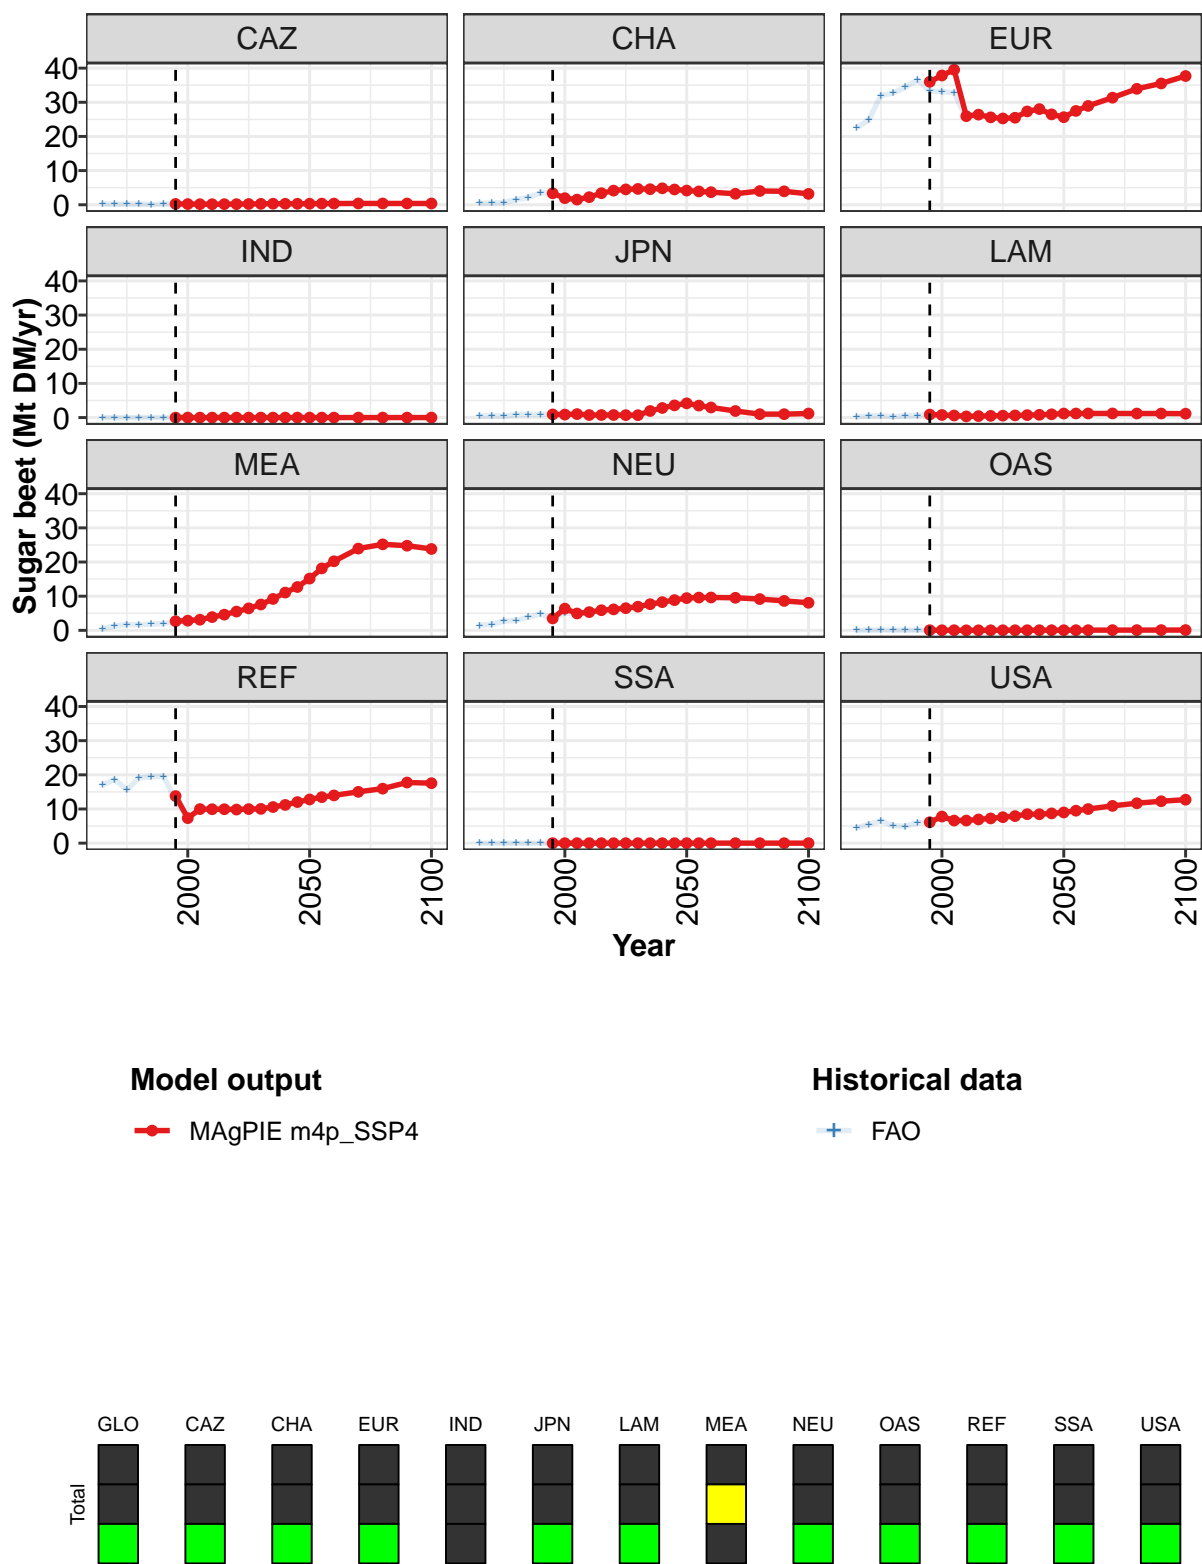 CAZ CHA EUR
40
30
20
10
0
IND JPN LAM
40
30
20
10
0
MEA NEU OAS
40
30
20
10
0
REF SSA USA
40
30
20
10
0
Sugar beet (Mt DM/yr)
2000 2050 2100 2000 2050 2100 2000 2050 2100
Year
Model output Historical data
MAgPIE m4p_SSP4 FAO
GLO CAZ CHA EUR IND JPN LAM MEA NEU OAS REF SSA USA
Total